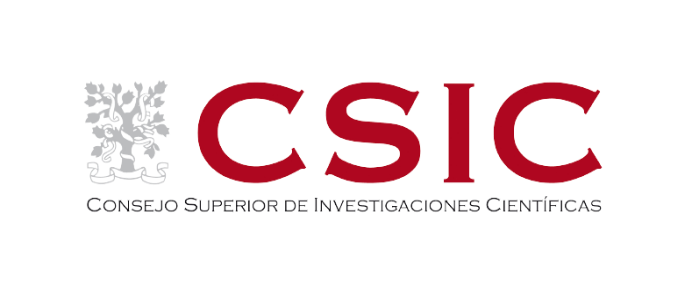 CSIC
CONSEJO SUPERIOR DE INVESTIGACIONES CIENTÍFICAS